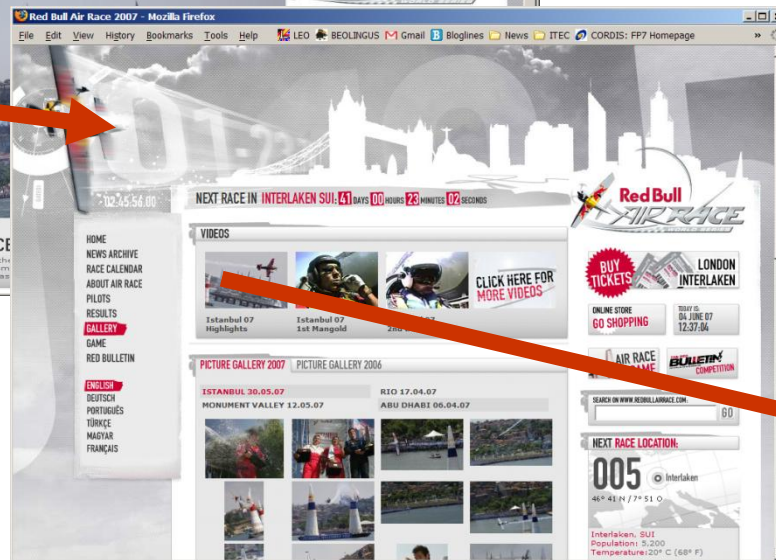 Red Bull Air Race 2007 - Mozilla Firefox
File Edit View History Bookmarks Tools Help LEO BEOLINGUS Gmail Bloglines News ITEC CORDIS: FP7 Homepage »
02.45.56.00
NEXT RACE IN INTERLAKEN SUI: 41 DAYS 00 HOURS 23 MINUTES 02 SECONDS
Red Bull
AIR RACE
WORLD SERIES
HOME
NEWS ARCHIVE
RACE CALENDAR
ABOUT AIR RACE
PILOTS
RESULTS
GALLERY
GAME
RED BULLETIN
ENGLISH
DEUTSCH
PORTUGUÊS
TÜRKÇE
MAGYAR
FRANÇAIS
VIDEOS
Istanbul 07
Highlights
Istanbul 07
1st Mangold
CLICK HERE FOR
MORE VIDEOS
PICTURE GALLERY 2007 PICTURE GALLERY 2006
ISTANBUL 30.05.07 RIO 17.04.07
MONUMENT VALLEY 12.05.07 ABU DHABI 06.04.07
BUY
TICKETS
LONDON
INTERLAKEN
ONLINE STORE
GO SHOPPING
TODAY IS:
04 JUNE 07
12:37:04
AIR RACE
BULLETIN
COMPETITION
SEARCH ON WWW.REDBULLAIRRACE.COM:
GO
NEXT RACE LOCATION:
005 Interlaken
46° 41 N / 7° 51 O
Interlaken, SUI
Population: 5,200
Temperature: 20° C (68° F)